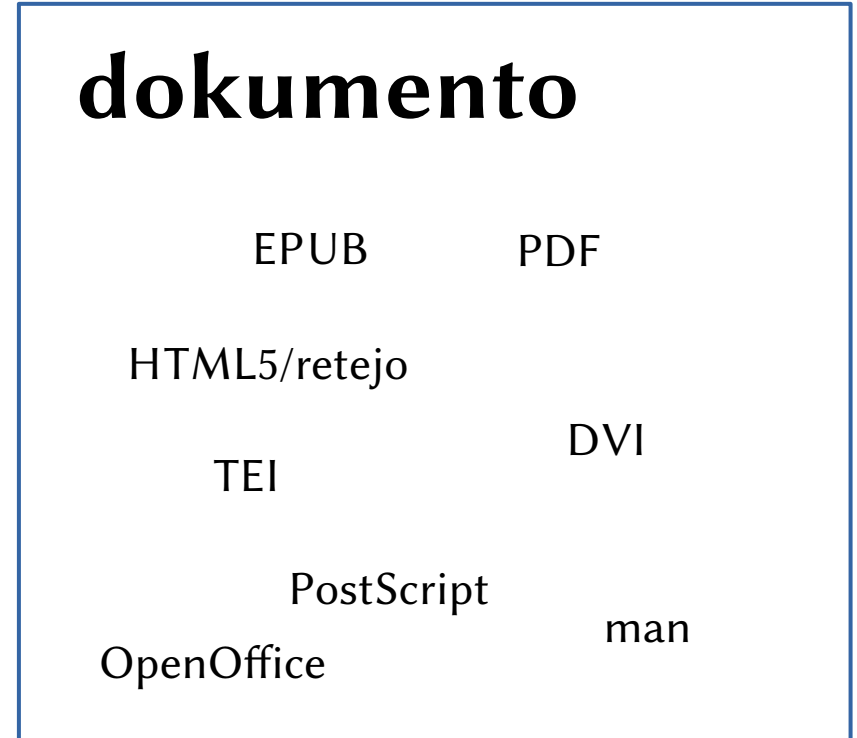 dokumento
EPUB PDF
HTML5/retejo
DVI
TEI
PostScript
man
OpenOffice